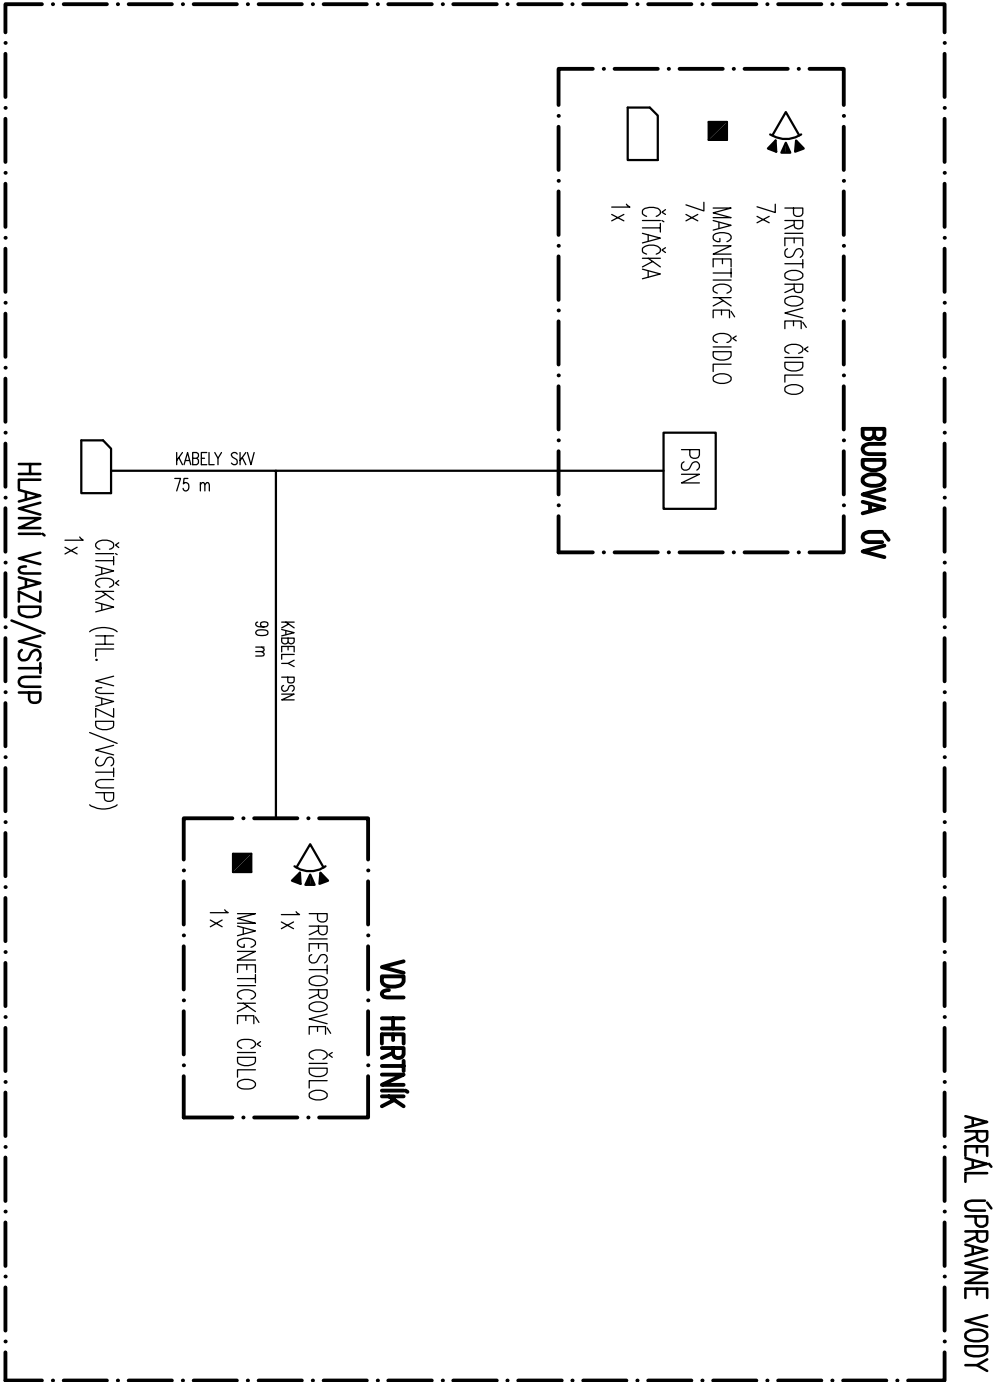 AREÁL ÚPRAVNE VODY
BUDOVA ÚV
PRIESTOROVÉ ČIDLO
7x
MAGNETICKÉ ČIDLO
7x
ČÍTAČKA
1x
PSN
VDJ HERTNÍK
PRIESTOROVÉ ČIDLO
1x
MAGNETICKÉ ČIDLO
1x
KABELY PSN
90 m
KABELY SKV
75 m
ČÍTAČKA (HL. VJAZD/VSTUP)
1x
HLAVNÍ VJAZD/VSTUP